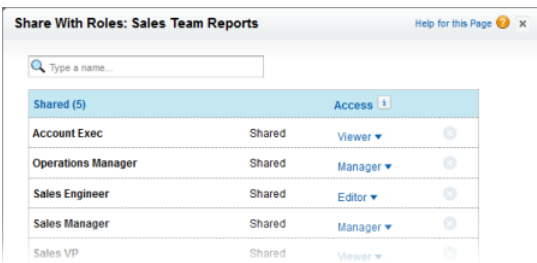 Share With Roles: Sales Team Reports Help for this Page ? x
Type a name...
Shared (5) Access i
Account Exec Shared Viewer ▼
Operations Manager Shared Manager ▼
Sales Engineer Shared Editor ▼
Sales Manager Shared Manager ▼
Sales VP Shared Viewer ▼